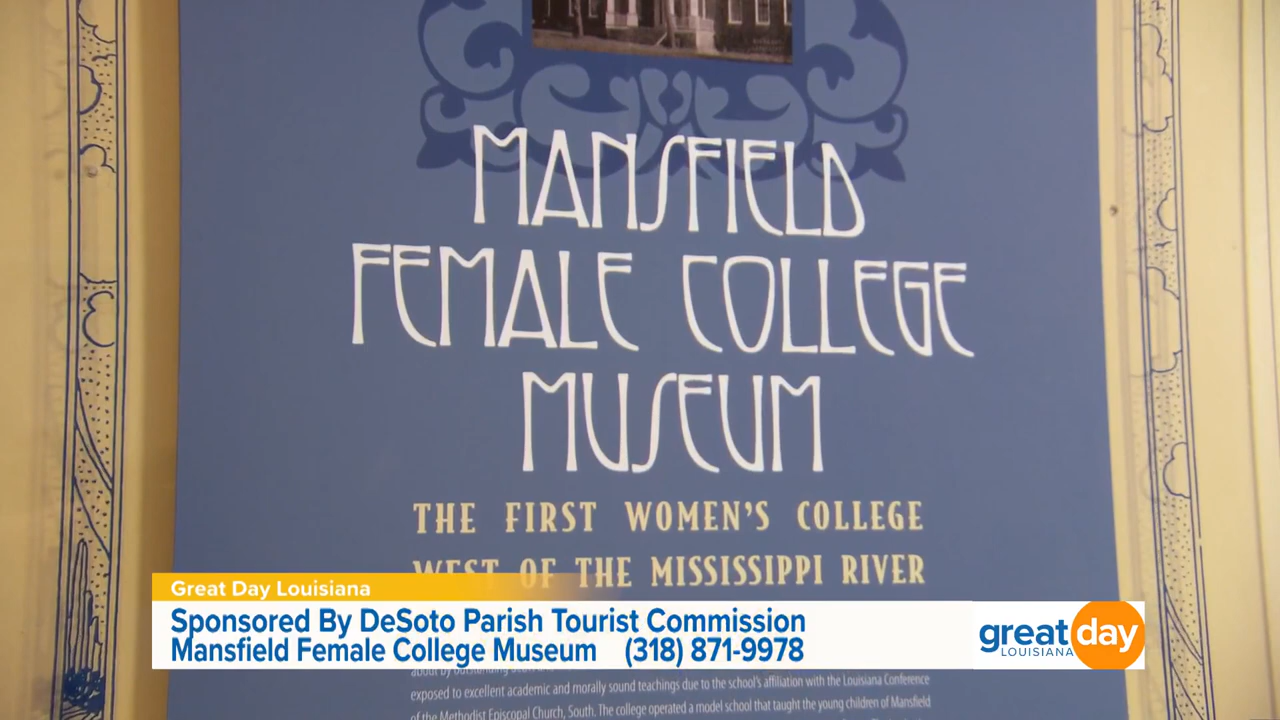 MANSFIELD
FEMALE COLLEGE
MUSEUM
THE FIRST WOMEN'S COLLEGE
WEST OF THE MISSISSIPPI RIVER
Great Day Louisiana
Sponsored By DeSoto Parish Tourist Commission
Mansfield Female College Museum (318) 871-9978
great day
LOUISIANA
about by
exposed to excellent academic and morally sound teachings due to the school's affiliation with the Louisiana Conference
of the Methodist Episcopal Church, South. The college operated a model school that taught the young children of Mansfield